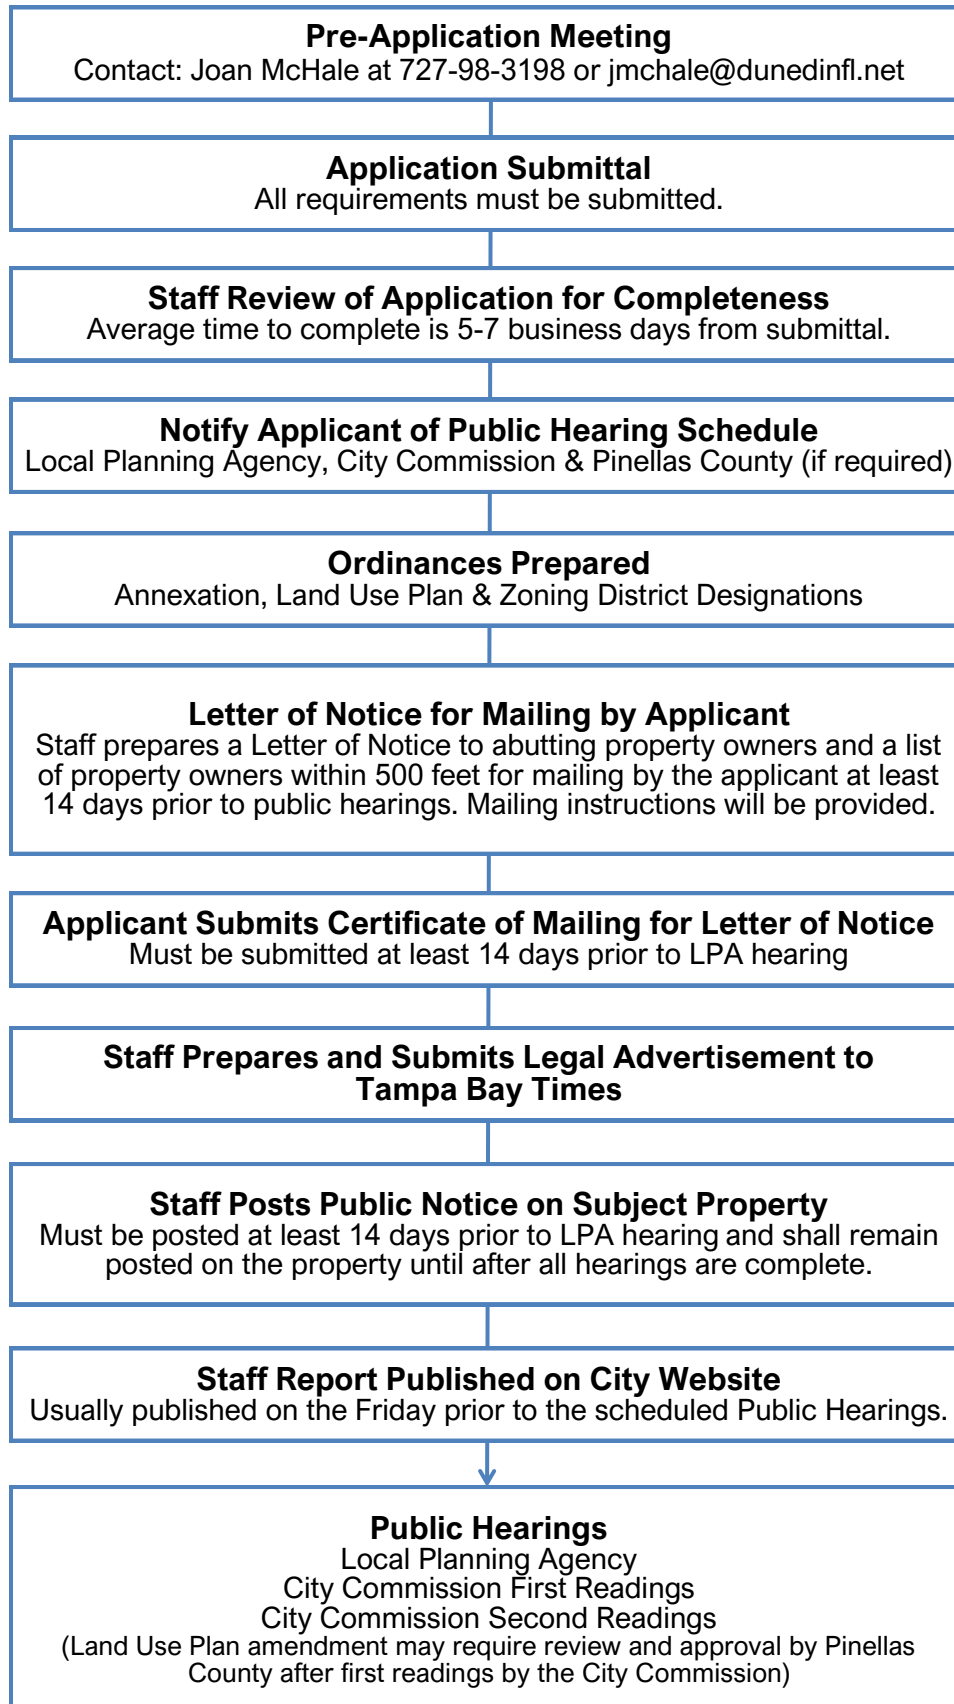 Pre-Application Meeting
Contact: Joan McHale at 727-98-3198 or jmchale@dunedinfl.net
Application Submittal
All requirements must be submitted.
Staff Review of Application for Completeness
Average time to complete is 5-7 business days from submittal.
Notify Applicant of Public Hearing Schedule
Local Planning Agency, City Commission & Pinellas County (if required)
Ordinances Prepared
Annexation, Land Use Plan & Zoning District Designations
Letter of Notice for Mailing by Applicant
Staff prepares a Letter of Notice to abutting property owners and a list
of property owners within 500 feet for mailing by the applicant at least
14 days prior to public hearings. Mailing instructions will be provided.
Applicant Submits Certificate of Mailing for Letter of Notice
Must be submitted at least 14 days prior to LPA hearing
Staff Prepares and Submits Legal Advertisement to
Tampa Bay Times
Staff Posts Public Notice on Subject Property
Must be posted at least 14 days prior to LPA hearing and shall remain
posted on the property until after all hearings are complete.
Staff Report Published on City Website
Usually published on the Friday prior to the scheduled Public Hearings.
Public Hearings
Local Planning Agency
City Commission First Readings
City Commission Second Readings
(Land Use Plan amendment may require review and approval by Pinellas
County after first readings by the City Commission)